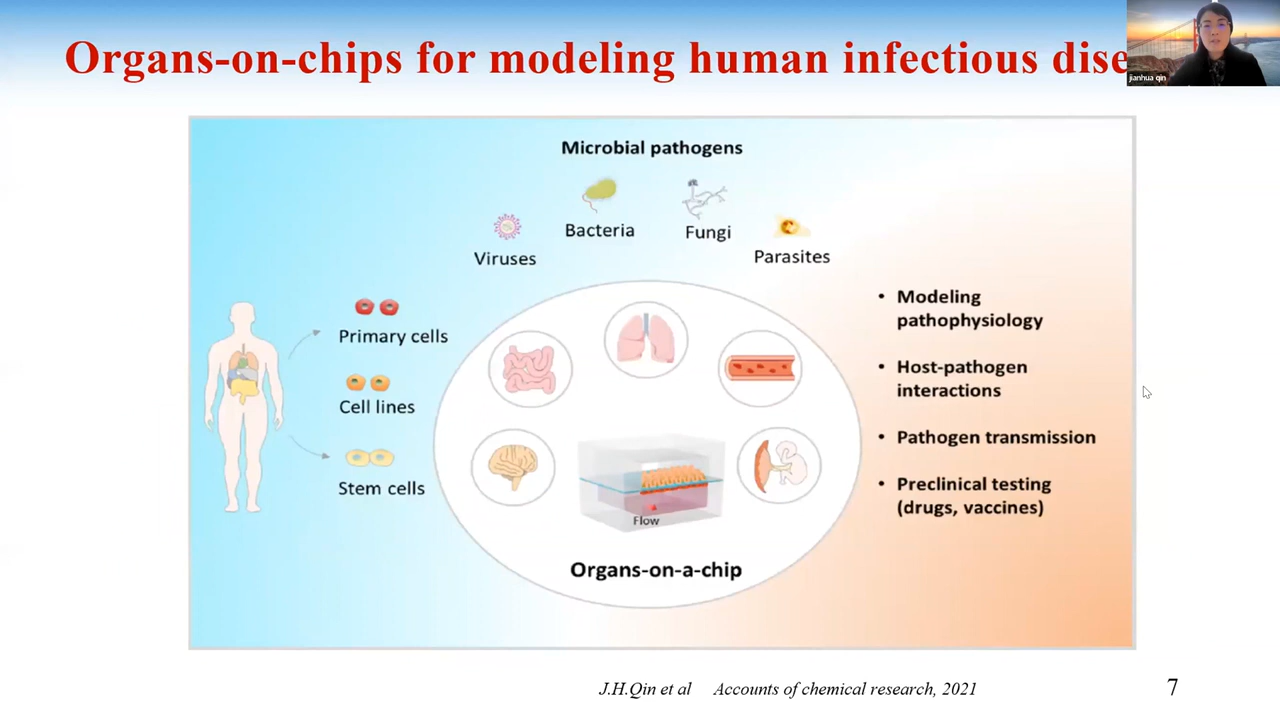 Organs-on-chips for modeling human infectious dise
jianhua qin
Microbial pathogens
Viruses
Bacteria
Fungi
Parasites
Primary cells
Cell lines
Stem cells
Flow
Organs-on-a-chip
• Modeling
pathophysiology
• Host-pathogen
interactions
• Pathogen transmission
• Preclinical testing
(drugs, vaccines)
J.H.Qin et al Accounts of chemical research, 2021
7